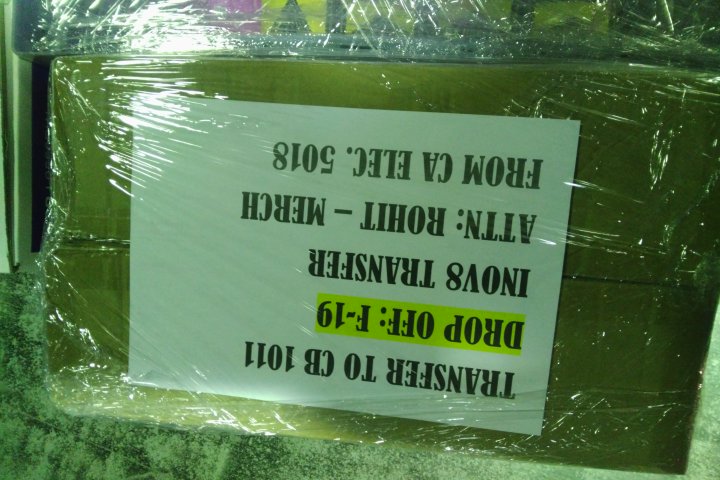 TRANSFER TO CB 1011
DROP OFF: F-19
INOV8 TRANSFER
ATTN: ROHIT – MERCH
FROM CA ELEC. 5018